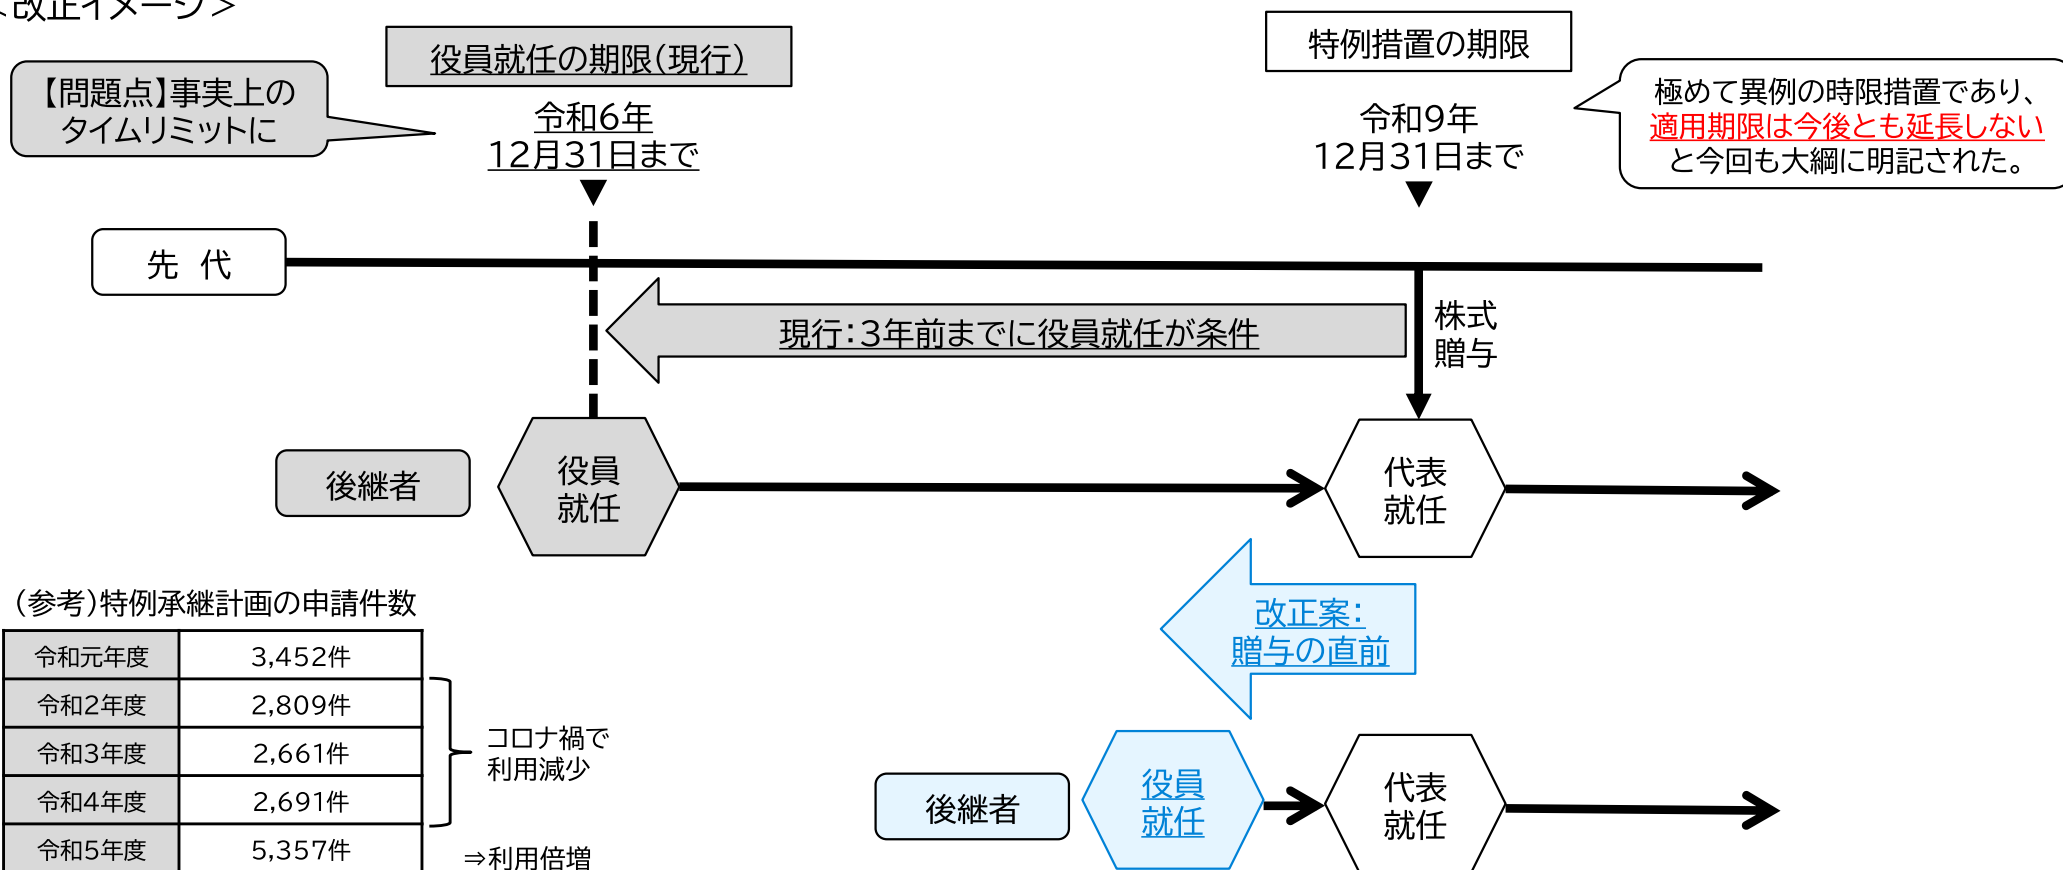 ＜改正イメージ＞
役員就任の期限（現行）
特例措置の期限
【問題点】事実上の
タイムリミットに
令和6年
12月31日まで
令和9年
12月31日まで
極めて異例の時限措置であり、
適用期限は今後とも延長しない
と今回も大綱に明記された。
先　代
現行：3年前までに役員就任が条件
株式
贈与
後継者
役員
就任
代表
就任
改正案：
贈与の直前
（参考）特例承継計画の申請件数
令和元年度 3,452件
令和2年度 2,809件
令和3年度 2,661件
令和4年度 2,691件
令和5年度 5,357件
コロナ禍で
利用減少
⇒利用倍増
後継者
役員
就任
代表
就任